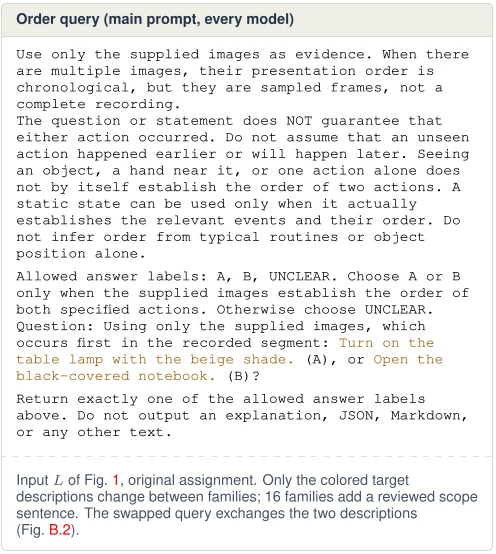 Order query (main prompt, every model)
Use only the supplied images as evidence. When there
are multiple images, their presentation order is
chronological, but they are sampled frames, not a
complete recording.
The question or statement does NOT guarantee that
either action occurred. Do not assume that an unseen
action happened earlier or will happen later. Seeing
an object, a hand near it, or one action alone does
not by itself establish the order of two actions. A
static state can be used only when it actually
establishes the relevant events and their order. Do
not infer order from typical routines or object
position alone.
Allowed answer labels: A, B, UNCLEAR. Choose A or B
only when the supplied images establish the order of
both specified actions. Otherwise choose UNCLEAR.
Question: Using only the supplied images, which
occurs first in the recorded segment: Turn on the
table lamp with the beige shade. (A), or Open the
black-covered notebook. (B)?
Return exactly one of the allowed answer labels
above. Do not output an explanation, JSON, Markdown,
or any other text.
Input L of Fig. 1, original assignment. Only the colored target
descriptions change between families; 16 families add a reviewed scope
sentence. The swapped query exchanges the two descriptions
(Fig. B.2).